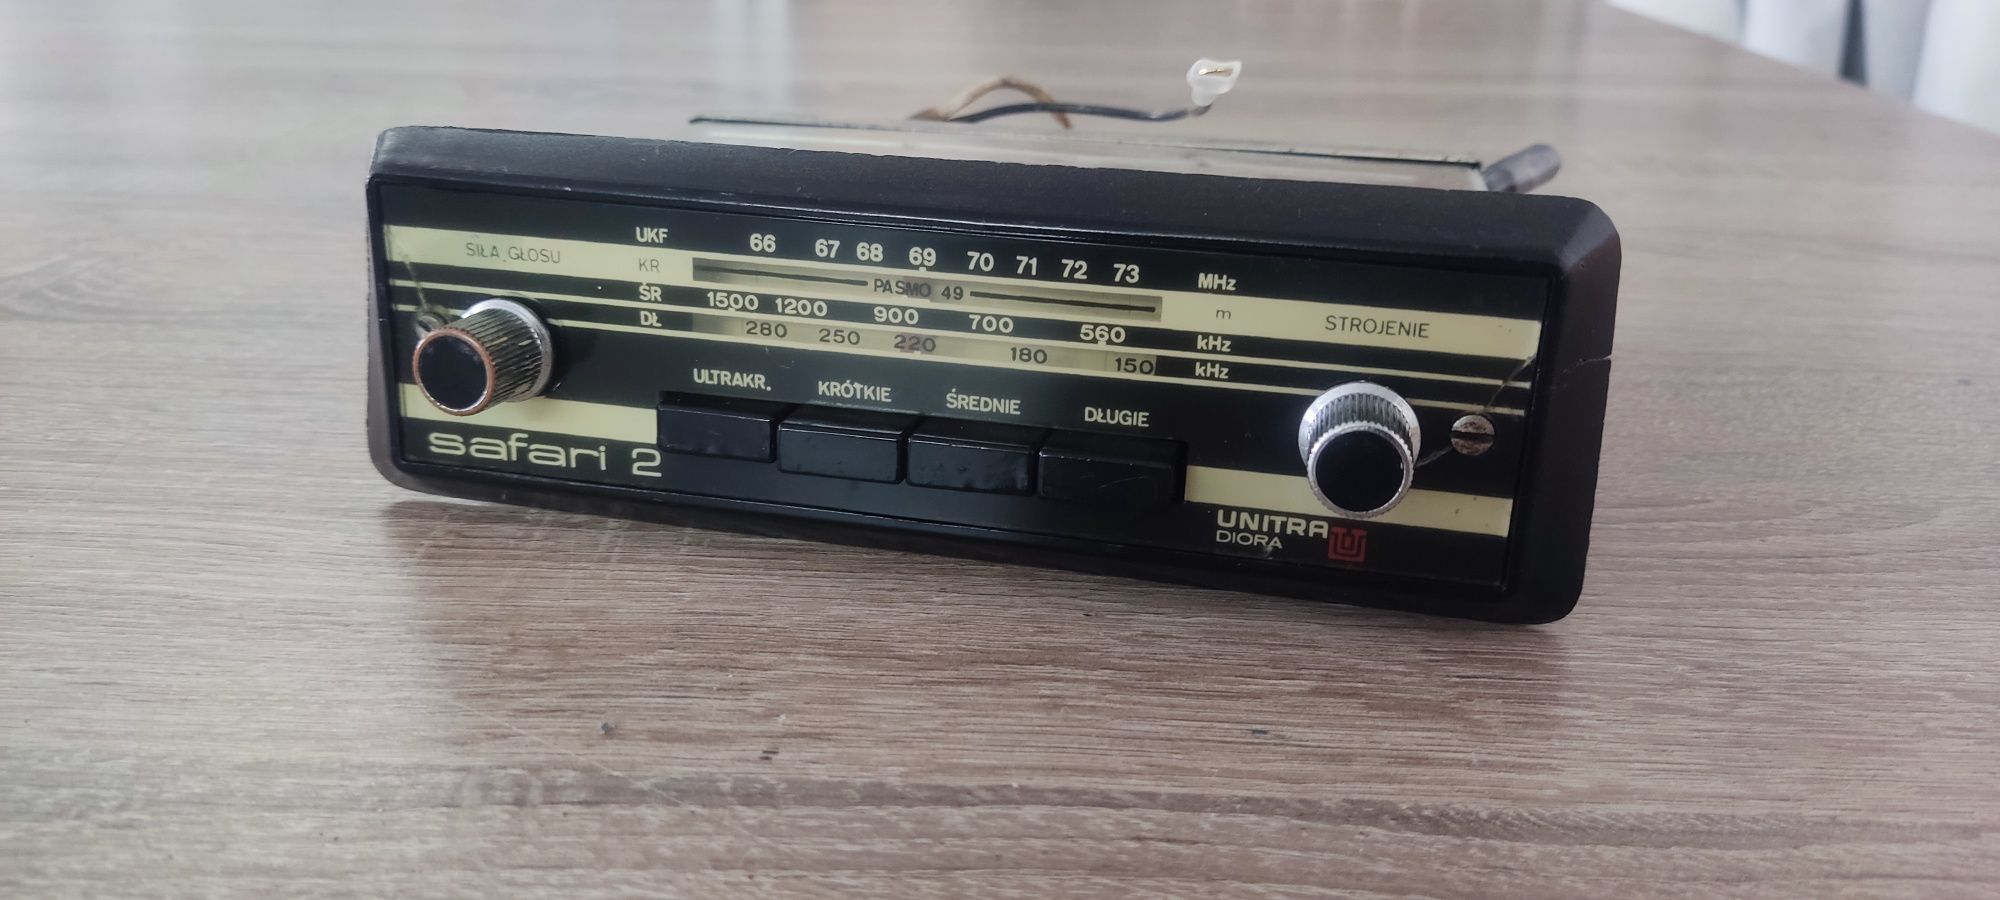 SIŁA GŁOSU
UKF 66 67 68 69 70 71 72 73 MHz
KR PASMO 49 m
ŚR 1500 1200 900 700 560 kHz
DŁ 280 250 220 180 150 kHz
STROJENIE
ULTRAKR. KRÓTKIE ŚREDNIE DŁUGIE
safari 2
UNITRA
DIORA